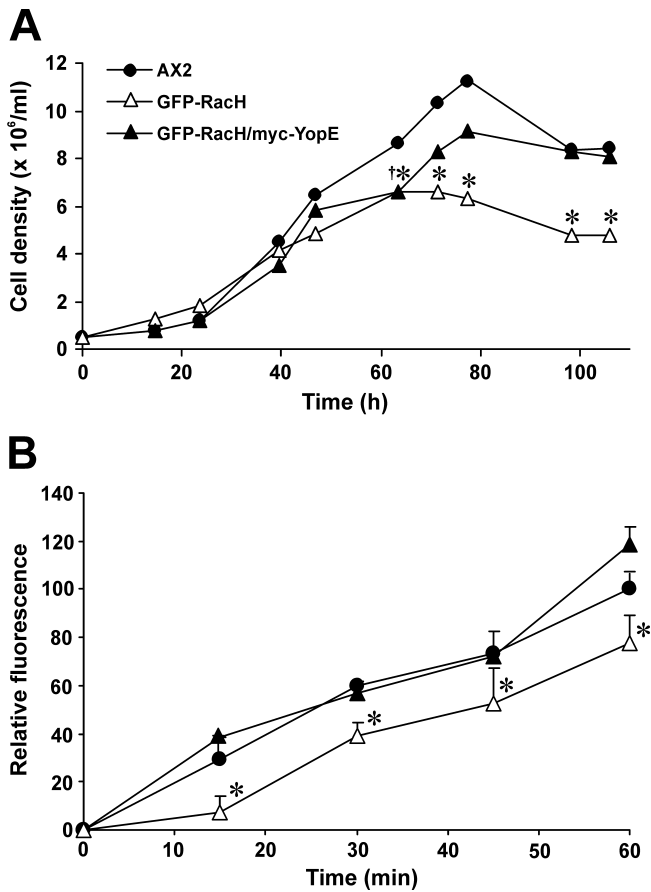 A
12
10
8
6
4
2
0
Cell density (x 10⁶/ml)
AX2
GFP-RacH
GFP-RacH/myc-YopE
†* * * * *
0 20 40 60 80 100
Time (h)
B
140
120
100
80
60
40
20
0
Relative fluorescence
* * * *
0 10 20 30 40 50 60
Time (min)